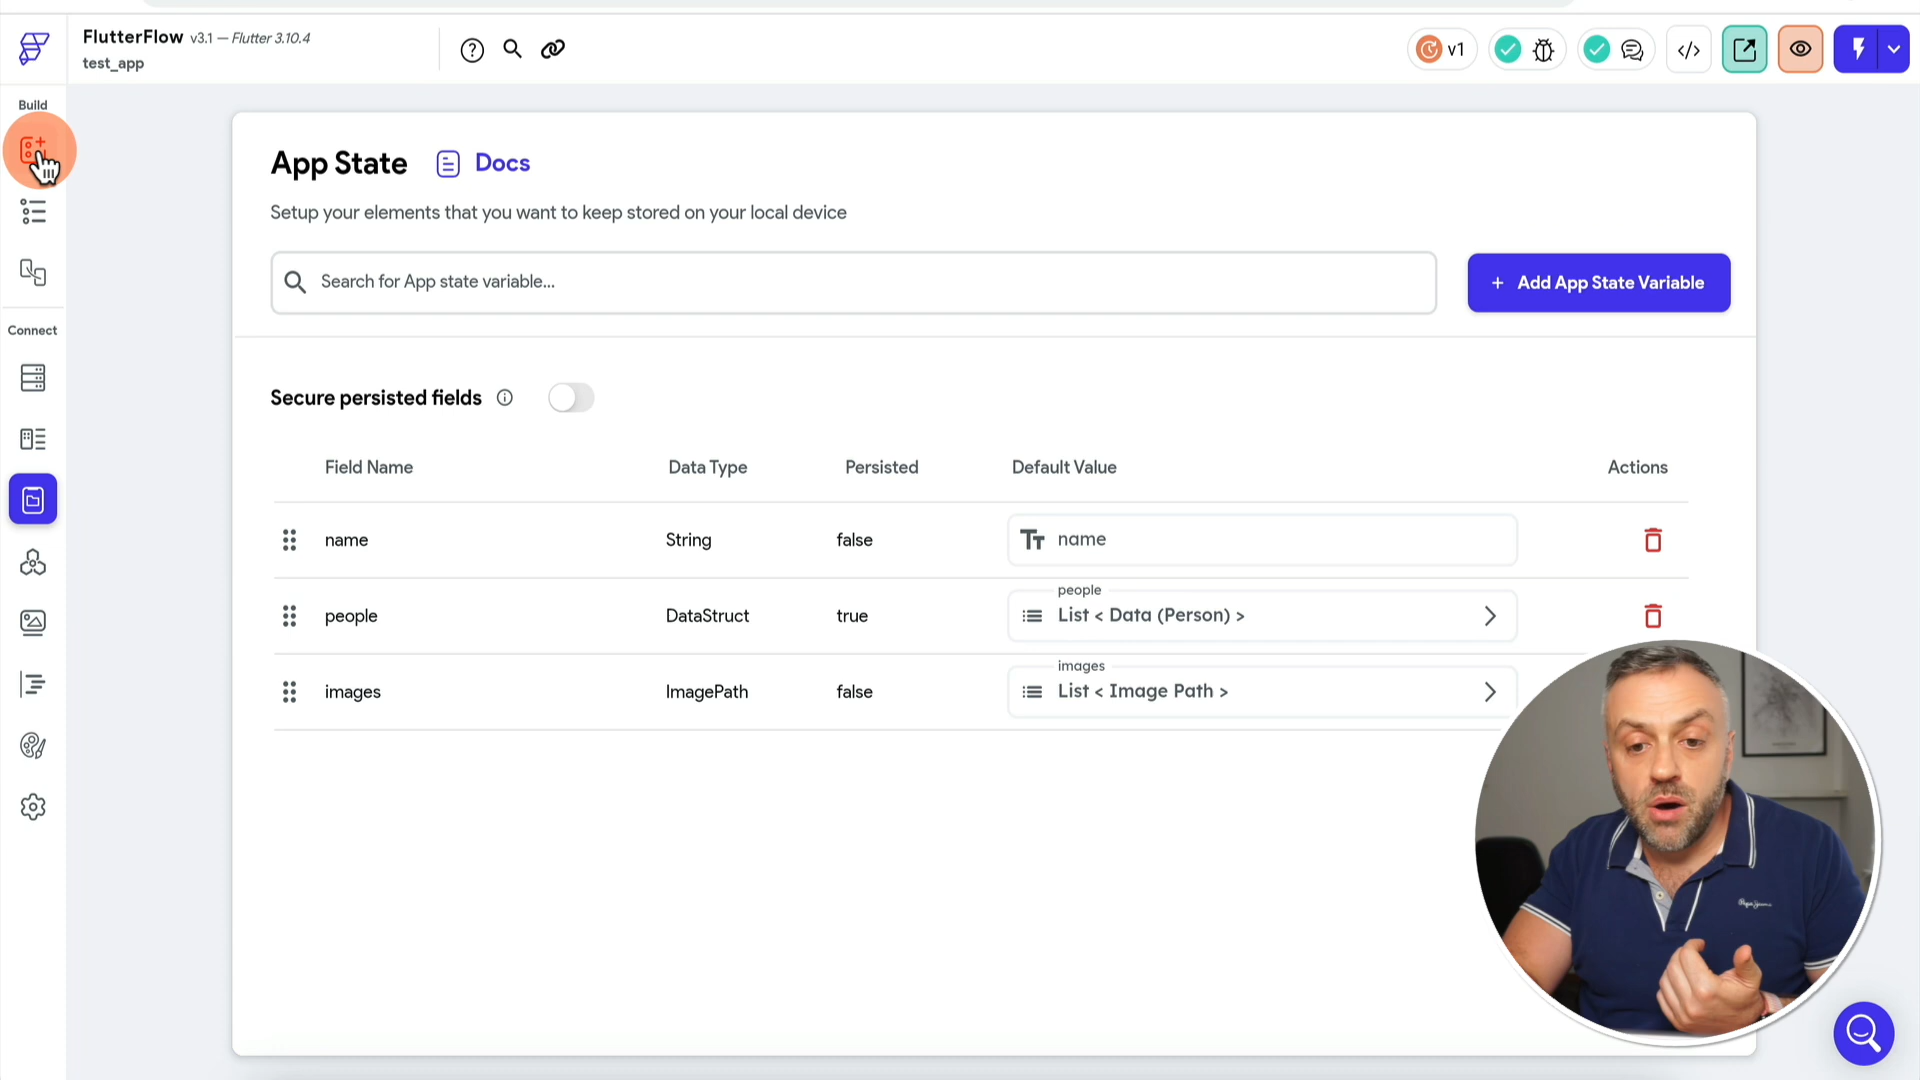 FlutterFlow v3.1 — Flutter 3.10.4
test_app
v1
Build
Connect
App State Docs
Setup your elements that you want to keep stored on your local device
Search for App state variable...
+ Add App State Variable
Secure persisted fields
Field Name Data Type Persisted Default Value Actions
name String false Tt name
people
people DataStruct true List < Data (Person) >
images
images ImagePath false List < Image Path >
Pepe Jeans